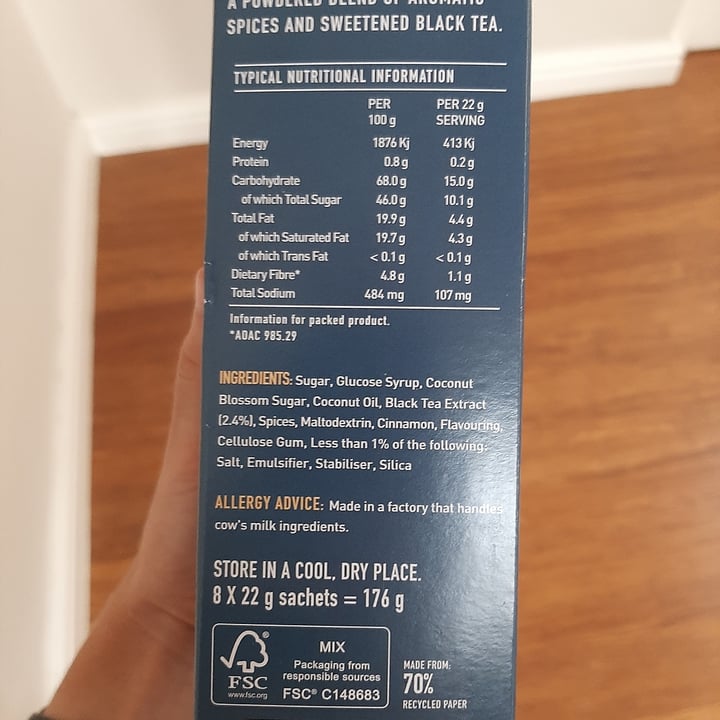 A POWDERED BLEND OF AROMATIC
SPICES AND SWEETENED BLACK TEA.
TYPICAL NUTRITIONAL INFORMATION
PER 100 g PER 22 g SERVING
Energy 1876 Kj 413 Kj
Protein 0.8 g 0.2 g
Carbohydrate 68.0 g 15.0 g
of which Total Sugar 46.0 g 10.1 g
Total Fat 19.9 g 4.4 g
of which Saturated Fat 19.7 g 4.3 g
of which Trans Fat < 0.1 g < 0.1 g
Dietary Fibre* 4.8 g 1.1 g
Total Sodium 484 mg 107 mg
Information for packed product.
*AOAC 985.29
INGREDIENTS: Sugar, Glucose Syrup, Coconut
Blossom Sugar, Coconut Oil, Black Tea Extract
(2.4%), Spices, Maltodextrin, Cinnamon, Flavouring,
Cellulose Gum, Less than 1% of the following:
Salt, Emulsifier, Stabiliser, Silica
ALLERGY ADVICE: Made in a factory that handles
cow's milk ingredients.
STORE IN A COOL, DRY PLACE.
8 X 22 g sachets = 176 g
FSC
www.fsc.org
MIX
Packaging from
responsible sources
FSC® C148683
MADE FROM:
70%
RECYCLED PAPER